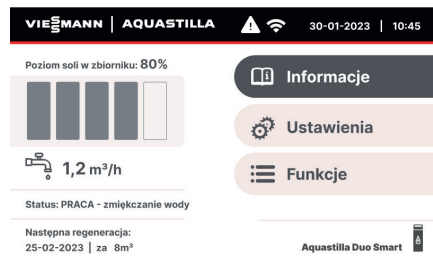 VIESMANN | AQUASTILLA
30-01-2023 | 10:45
Poziom soli w zbiorniku: 80%
1,2 m³/h
Status: PRACA - zmiękczanie wody
Następna regeneracja:
25-02-2023 | za 8m³
Informacje
Ustawienia
Funkcje
Aquastilla Duo Smart